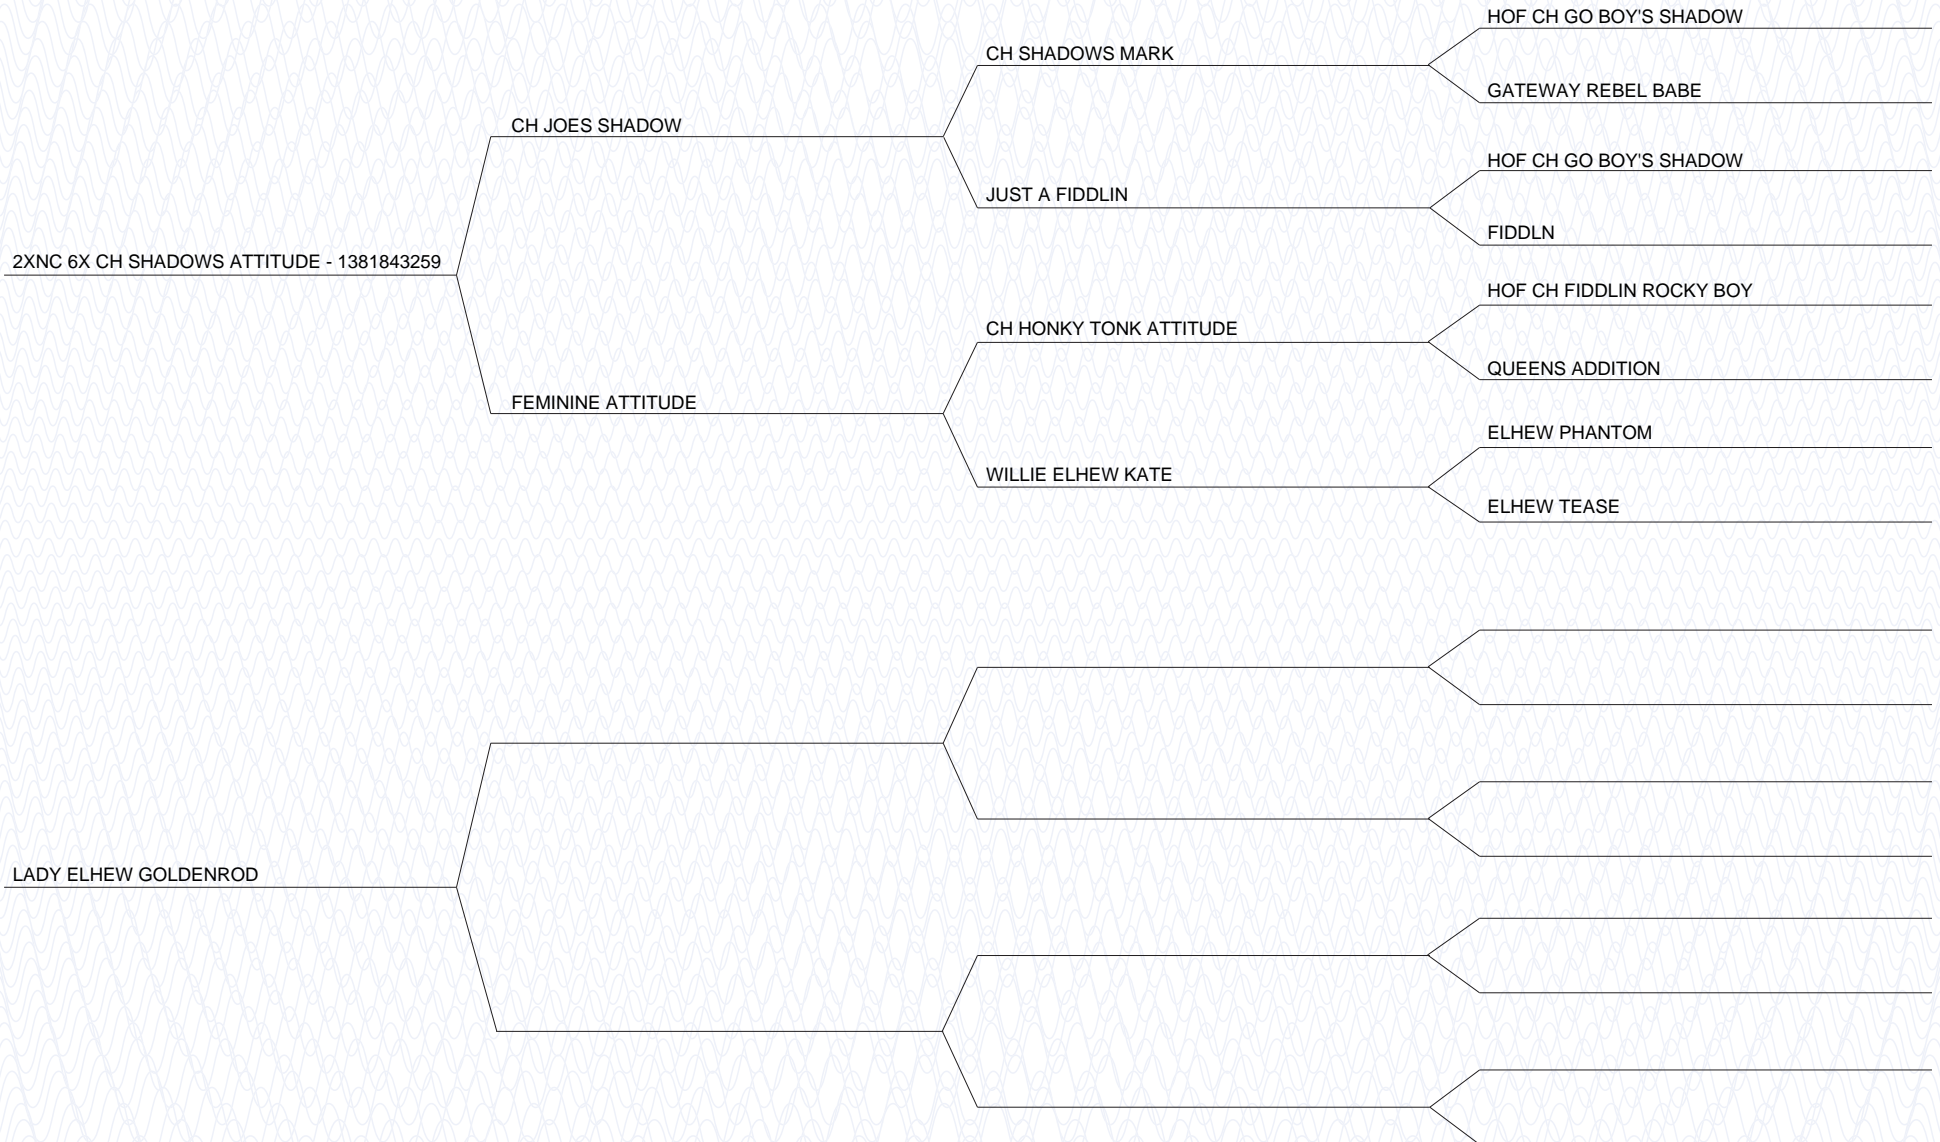 HOF CH GO BOY'S SHADOW
CH SHADOWS MARK
GATEWAY REBEL BABE
CH JOES SHADOW
HOF CH GO BOY'S SHADOW
JUST A FIDDLIN
FIDDLN
2XNC 6X CH SHADOWS ATTITUDE - 1381843259
HOF CH FIDDLIN ROCKY BOY
CH HONKY TONK ATTITUDE
QUEENS ADDITION
FEMININE ATTITUDE
ELHEW PHANTOM
WILLIE ELHEW KATE
ELHEW TEASE
LADY ELHEW GOLDENROD